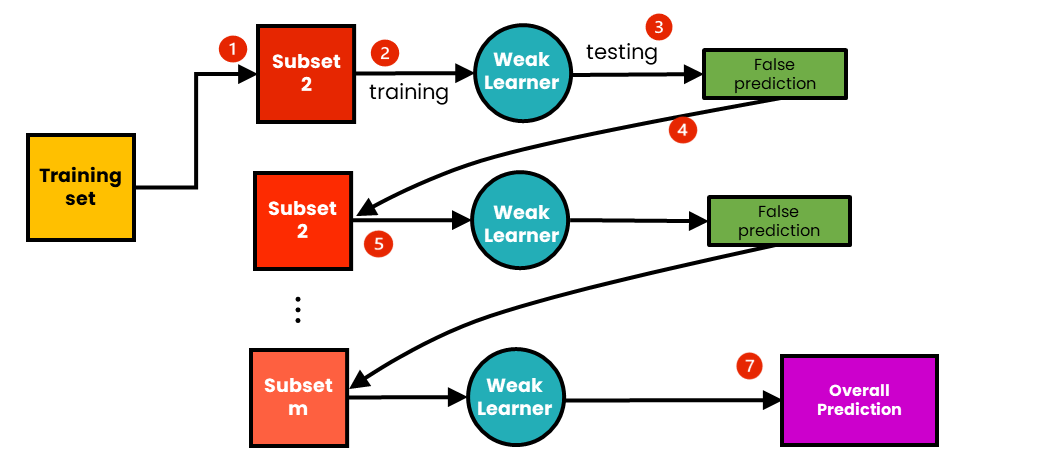 1
Subset
2
2
training
Weak
Learner
3
testing
False
prediction
4
Training
set
Subset
2
5
Weak
Learner
False
prediction
Subset
m
Weak
Learner
7
Overall
Prediction